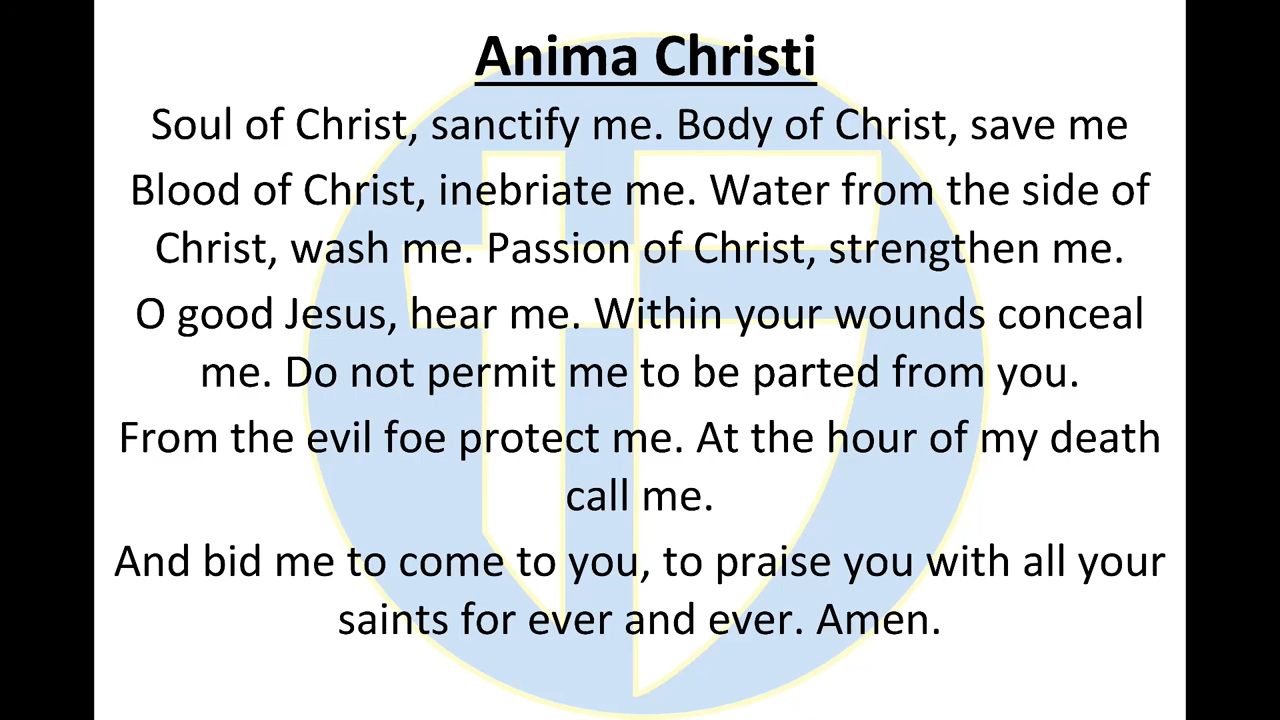 Anima Christi
Soul of Christ, sanctify me. Body of Christ, save me
Blood of Christ, inebriate me. Water from the side of
Christ, wash me. Passion of Christ, strengthen me.
O good Jesus, hear me. Within your wounds conceal
me. Do not permit me to be parted from you.
From the evil foe protect me. At the hour of my death
call me.
And bid me to come to you, to praise you with all your
saints for ever and ever. Amen.